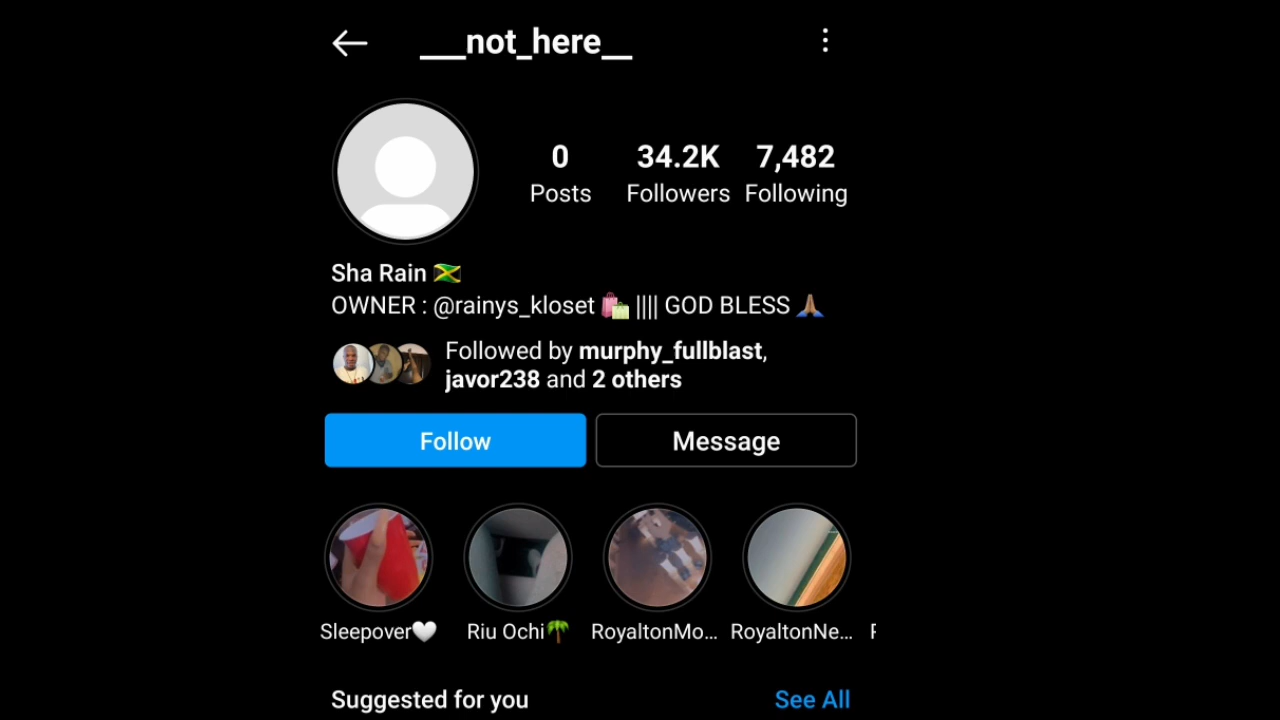 ___not_here__
0 34.2K 7,482
Posts Followers Following
Sha Rain 🇯🇲
OWNER : @rainys_kloset 🛍️ |||| GOD BLESS 🙏🏽
Followed by murphy_fullblast,
javor238 and 2 others
Follow Message
Sleepover🤍 Riu Ochi🌴 RoyaltonMo... RoyaltonNe...
Suggested for you See All